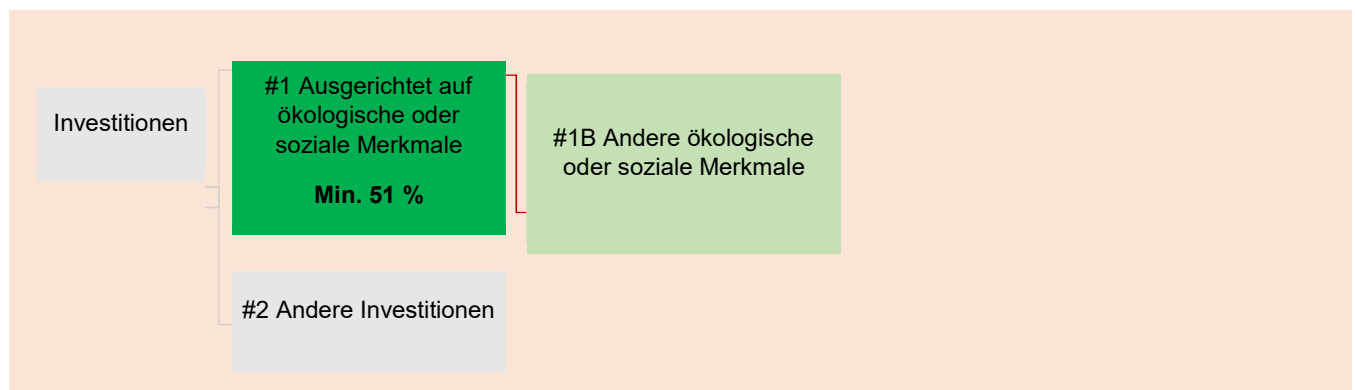 Investitionen
#1 Ausgerichtet auf
ökologische oder
soziale Merkmale
Min. 51 %
#1B Andere ökologische
oder soziale Merkmale
#2 Andere Investitionen